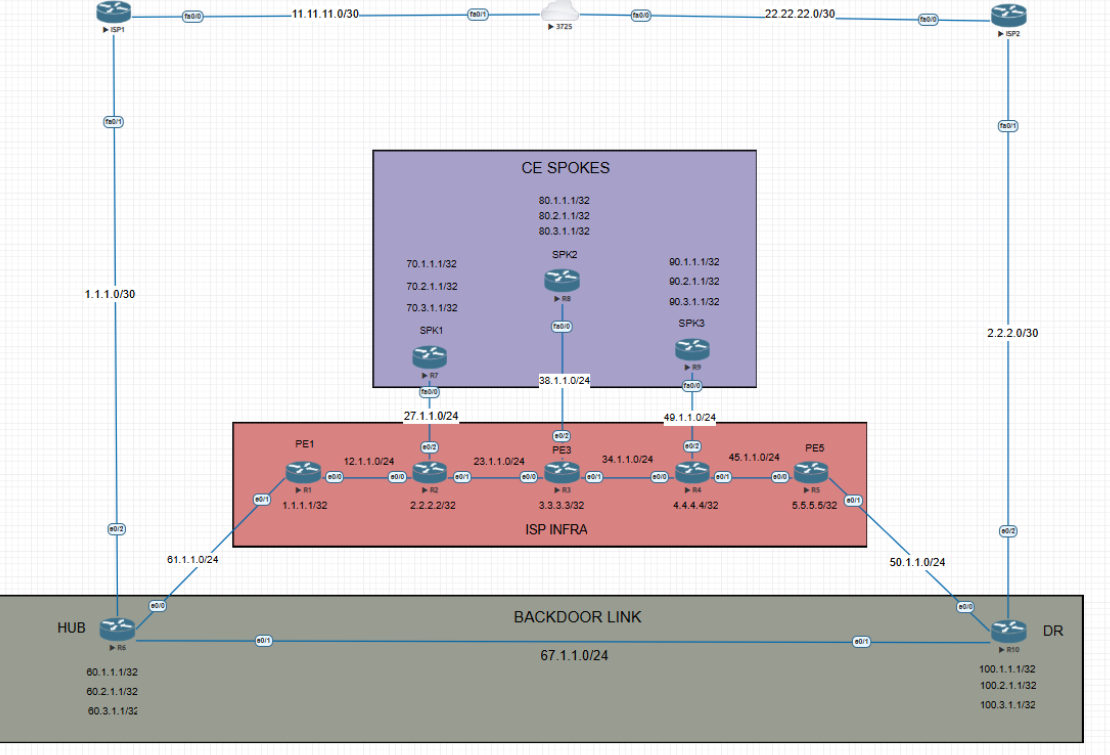 fa0/0
11.11.11.0/30
fa0/1
fa0/0
22.22.22.0/30
fa0/0
ISP1
3725
ISP2
fa0/1
fa0/1
CE SPOKES
80.1.1.1/32
80.2.1.1/32
80.3.1.1/32
SPK2
R8
70.1.1.1/32
70.2.1.1/32
70.3.1.1/32
SPK1
R7
90.1.1.1/32
90.2.1.1/32
90.3.1.1/32
SPK3
R9
1.1.1.0/30
2.2.2.0/30
fa0/0
fa0/0
fa0/0
38.1.1.0/24
27.1.1.0/24
49.1.1.0/24
e0/2
e0/2
e0/2
PE1
12.1.1.0/24
23.1.1.0/24
PE3
34.1.1.0/24
45.1.1.0/24
PE5
e0/0
e0/0
e0/1
e0/0
e0/1
e0/0
e0/1
e0/0
R1
R2
R3
R4
R5
e0/1
e0/1
1.1.1.1/32
2.2.2.2/32
3.3.3.3/32
4.4.4.4/32
5.5.5.5/32
ISP INFRA
e0/2
e0/2
61.1.1.0/24
50.1.1.0/24
e0/0
e0/0
BACKDOOR LINK
HUB
R6
e0/1
e0/1
DR
R10
67.1.1.0/24
60.1.1.1/32
60.2.1.1/32
60.3.1.1/32
100.1.1.1/32
100.2.1.1/32
100.3.1.1/32